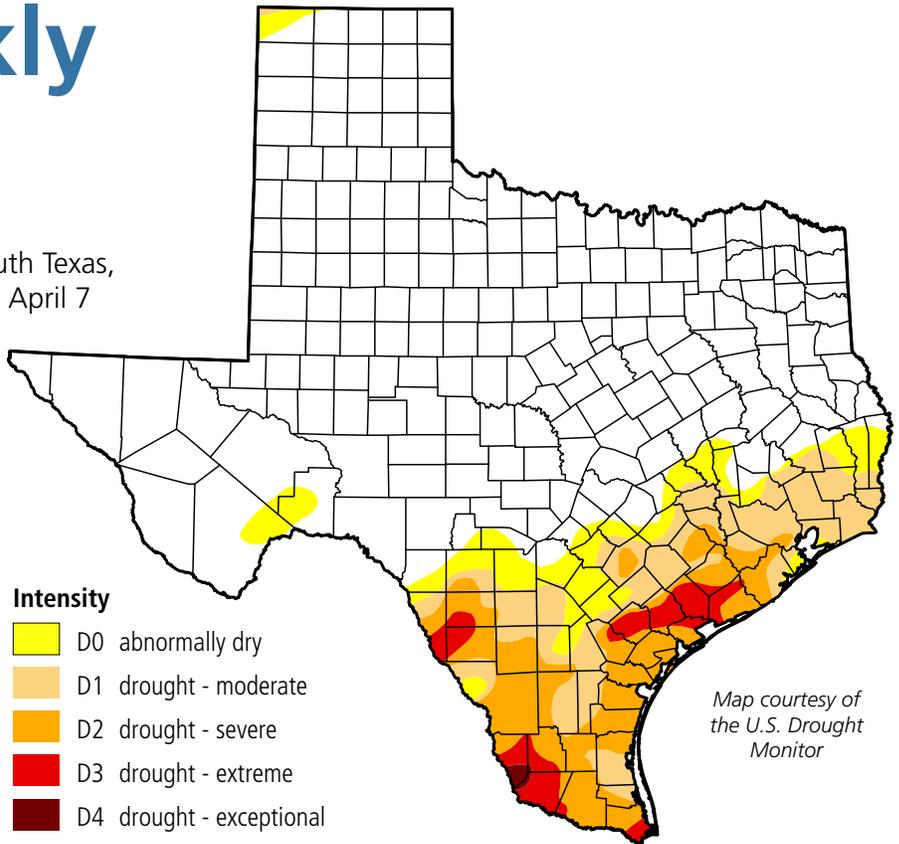 kly
uth Texas,
April 7
Intensity
D0 abnormally dry
D1 drought - moderate
D2 drought - severe
D3 drought - extreme
D4 drought - exceptional
Map courtesy of
the U.S. Drought
Monitor